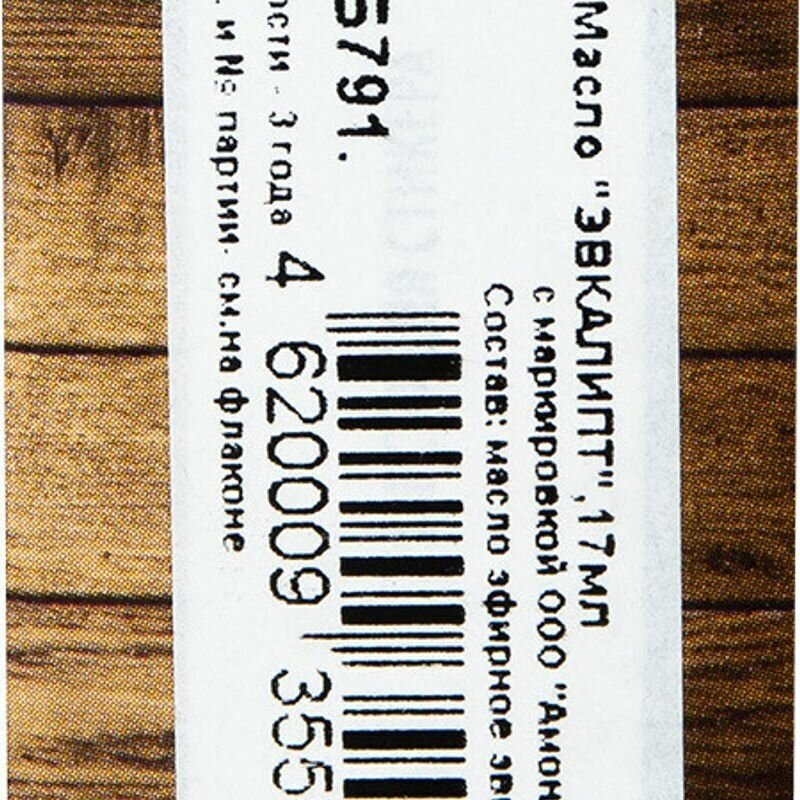 Масло "ЭВКАЛИПТ",17мл
с маркировкой ООО "Амон
Состав: масло эфирное эв
5791.
ости - 3 года
и № партии- см.на флаконе
4 620009 355